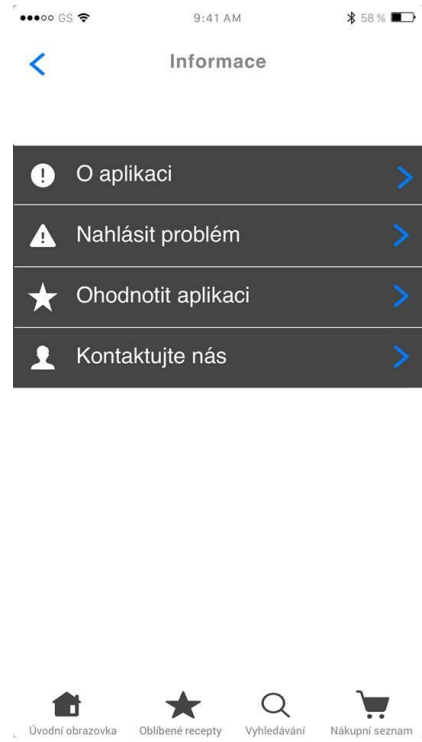 GS 9:41 AM 58 %
Informace
O aplikaci
Nahlásit problém
Ohodnotit aplikaci
Kontaktujte nás
Úvodní obrazovka Oblíbené recepty Vyhledávání Nákupní seznam